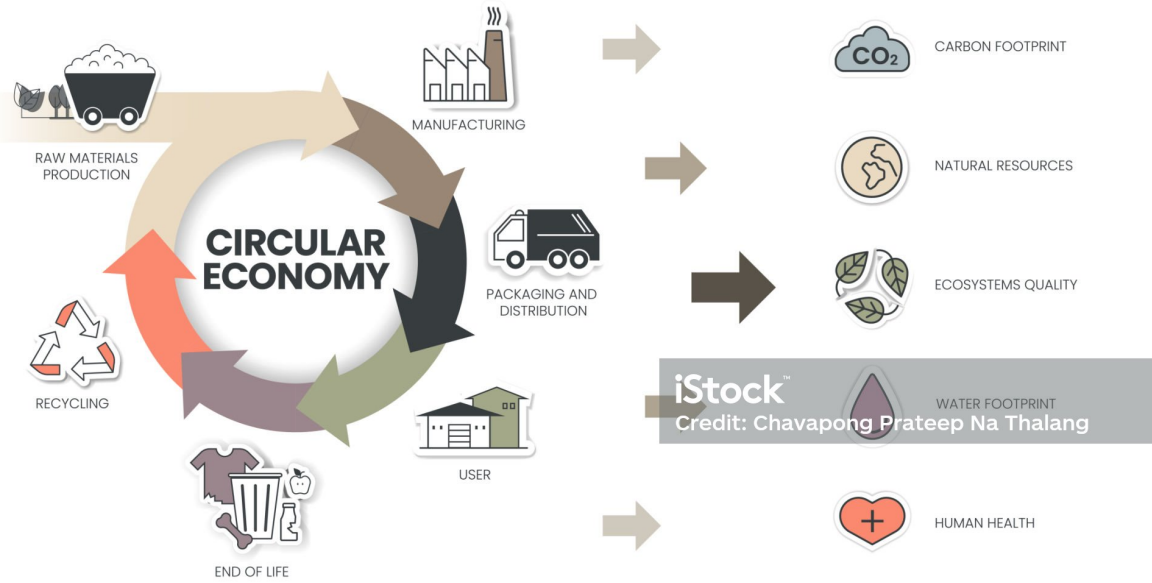 RAW MATERIALS
PRODUCTION
MANUFACTURING
CIRCULAR
ECONOMY
PACKAGING AND
DISTRIBUTION
RECYCLING
USER
END OF LIFE
CO₂
CARBON FOOTPRINT
NATURAL RESOURCES
ECOSYSTEMS QUALITY
iStock™
WATER FOOTPRINT
Credit: Chavapong Prateep Na Thalang
HUMAN HEALTH